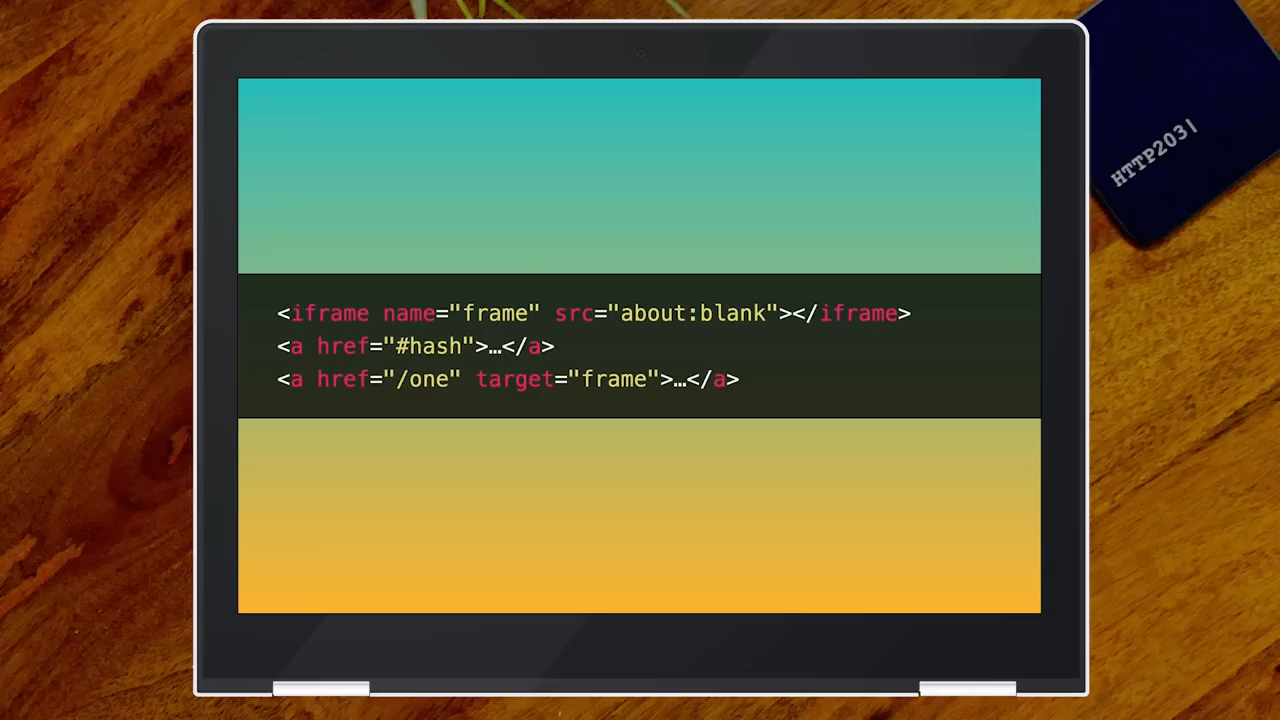 HTTP203|
<iframe name="frame" src="about:blank"></iframe>
<a href="#hash">…</a>
<a href="/one" target="frame">…</a>